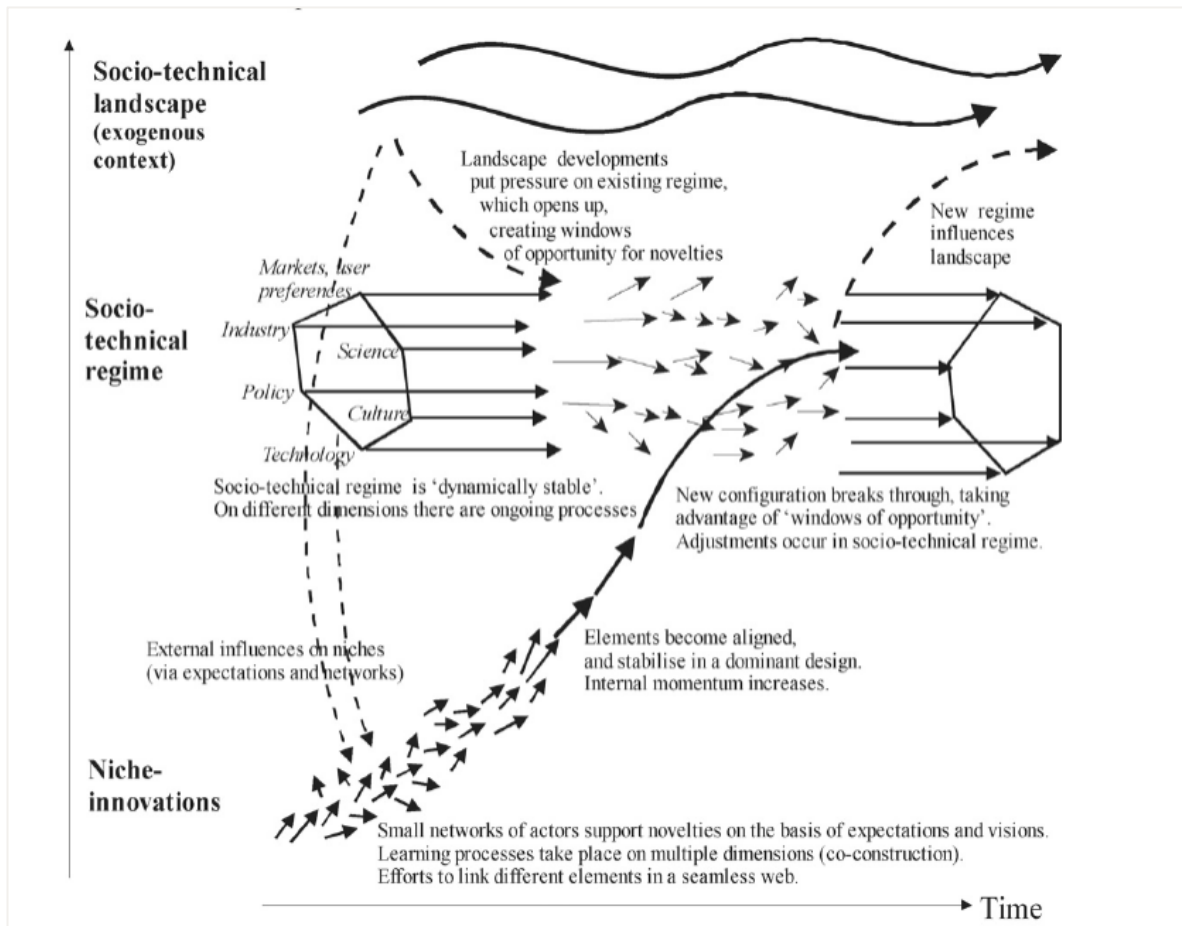 Socio-technical
landscape
(exogenous
context)
Landscape developments
put pressure on existing regime,
which opens up,
creating windows
of opportunity for novelties
New regime
influences
landscape
Socio-
technical
regime
Markets, user
preferendes
Industry
Science
Policy
Culture
Technology
Socio-technical regime is ‘dynamically stable’.
On different dimensions there are ongoing processes
New configuration breaks through, taking
advantage of ‘windows of opportunity’.
Adjustments occur in socio-technical regime.
External influences on niches
(via expectations and networks)
Elements become aligned,
and stabilise in a dominant design.
Internal momentum increases.
Niche-
innovations
Small networks of actors support novelties on the basis of expectations and visions.
Learning processes take place on multiple dimensions (co-construction).
Efforts to link different elements in a seamless web.
Time